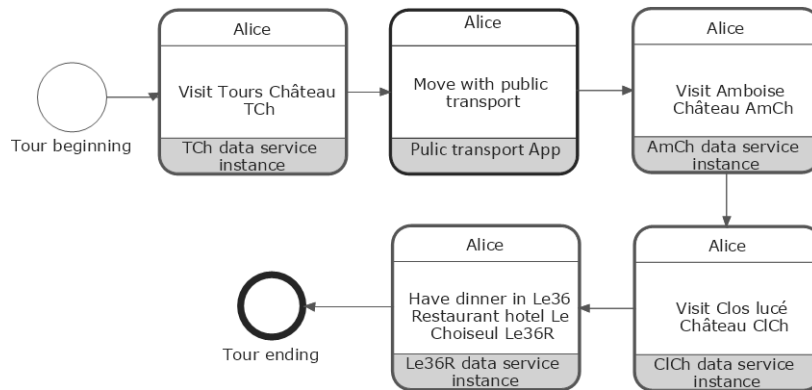 Alice
Visit Tours Château
TCh
TCh data service
instance
Alice
Move with public
transport
Pulic transport App
Alice
Visit Amboise
Château AmCh
AmCh data service
instance
Tour beginning
Alice
Visit Clos lucé
Château ClCh
ClCh data service
instance
Alice
Have dinner in Le36
Restaurant hotel Le
Choiseul Le36R
Le36R data service
instance
Tour ending